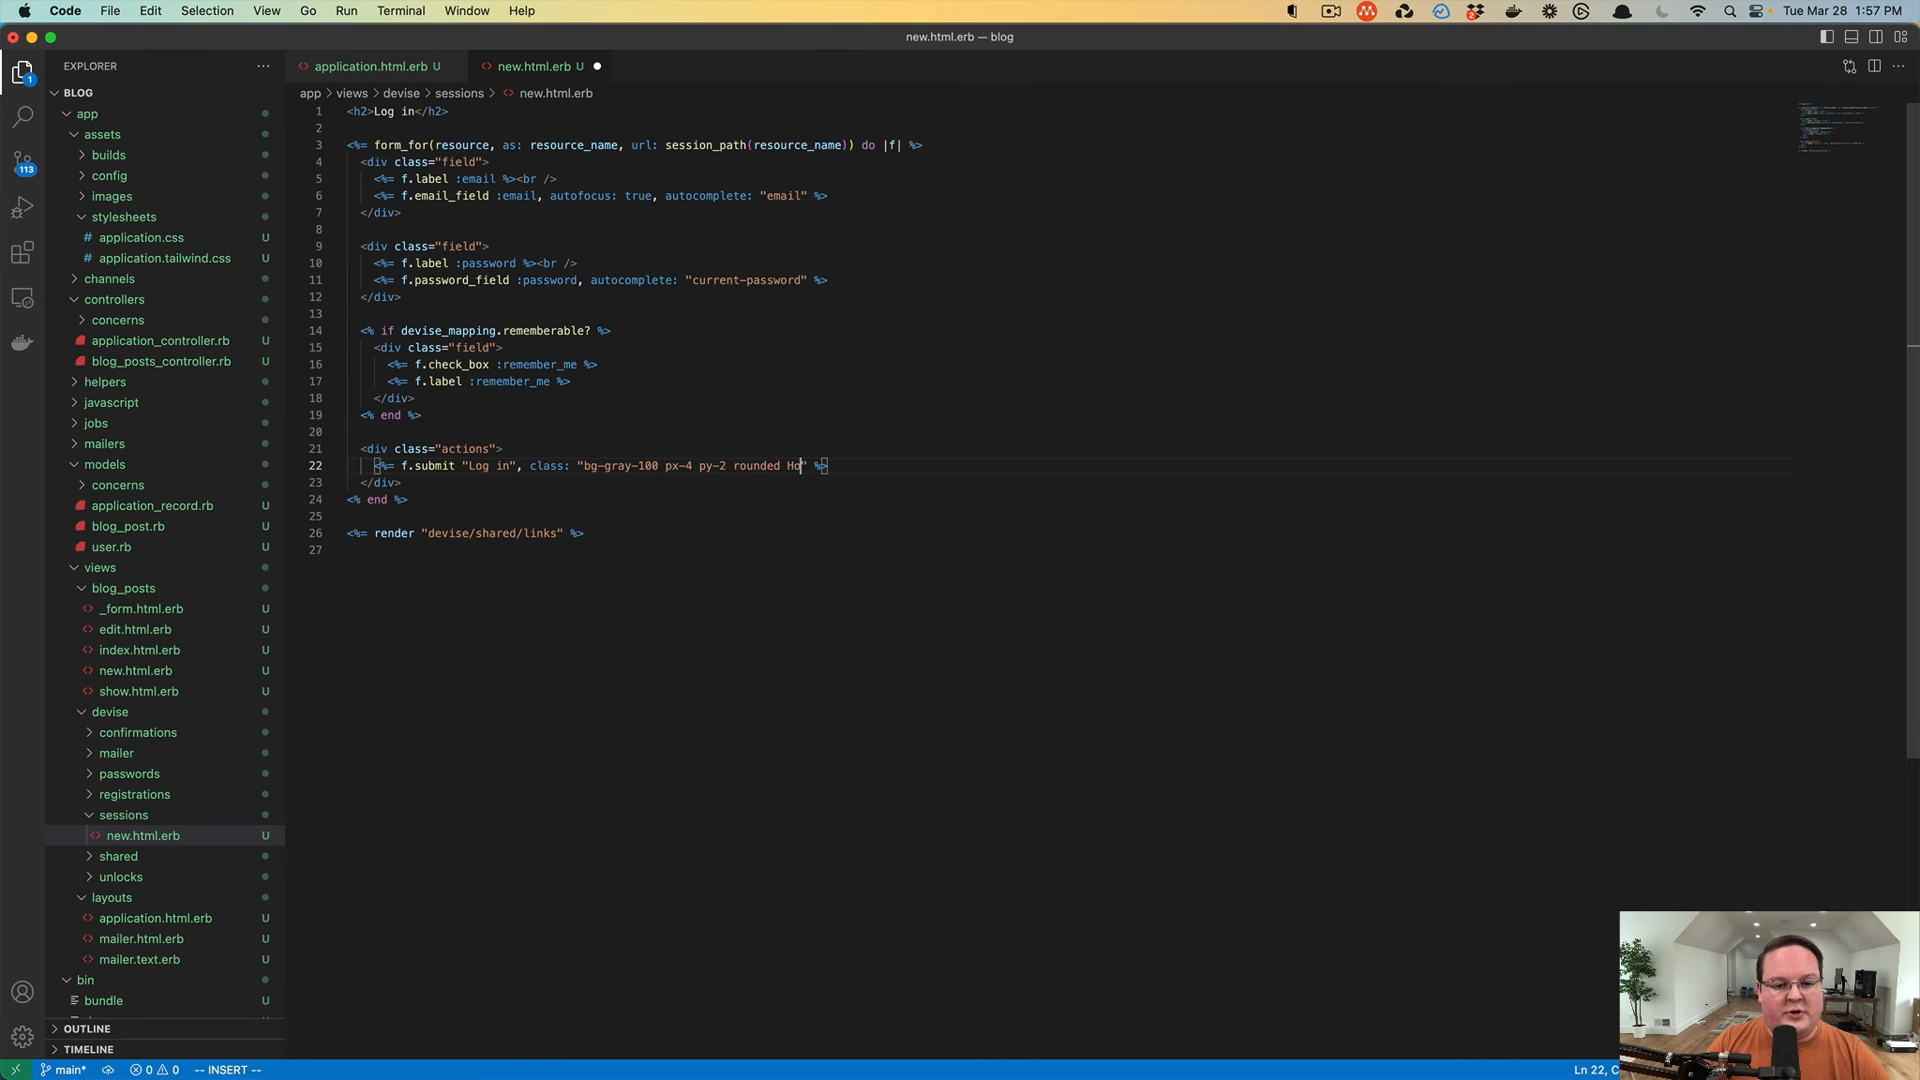 Code File Edit Selection View Go Run Terminal Window Help Tue Mar 28 1:57 PM
new.html.erb — blog
EXPLORER
application.html.erb U
new.html.erb U
app > views > devise > sessions > new.html.erb
BLOG
app
assets
builds
config
images
stylesheets
application.css U
application.tailwind.css U
channels
controllers
concerns
application_controller.rb U
blog_posts_controller.rb U
helpers
javascript
jobs
mailers
models
concerns
application_record.rb U
blog_post.rb U
user.rb U
views
blog_posts
_form.html.erb U
edit.html.erb U
index.html.erb U
new.html.erb U
show.html.erb U
devise
confirmations
mailer
passwords
registrations
sessions
new.html.erb U
shared
unlocks
layouts
application.html.erb U
mailer.html.erb U
mailer.text.erb U
bin
bundle U
OUTLINE
TIMELINE
1
113
1 <h2>Log in</h2>
2
3 <%= form_for(resource, as: resource_name, url: session_path(resource_name)) do |f| %>
4 <div class="field">
5 <%= f.label :email %><br />
6 <%= f.email_field :email, autofocus: true, autocomplete: "email" %>
7 </div>
8
9 <div class="field">
10 <%= f.label :password %><br />
11 <%= f.password_field :password, autocomplete: "current-password" %>
12 </div>
13
14 <% if devise_mapping.rememberable? %>
15 <div class="field">
16 <%= f.check_box :remember_me %>
17 <%= f.label :remember_me %>
18 </div>
19 <% end %>
20
21 <div class="actions">
22 <%= f.submit "Log in", class: "bg-gray-100 px-4 py-2 rounded Ho" %>
23 </div>
24 <% end %>
25
26 <%= render "devise/shared/links" %>
27
main* 0 0 -- INSERT -- Ln 22, C